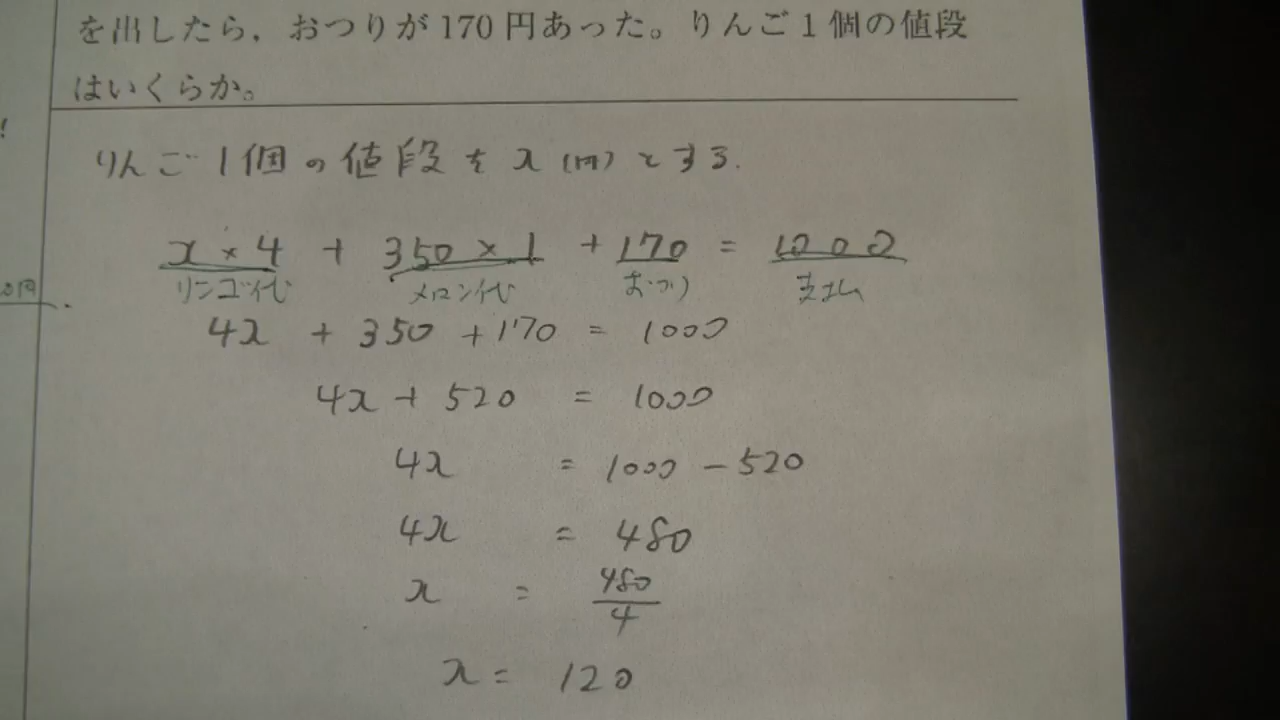 を出したら，おつりが170円あった。りんご1個の値段
はいくらか。
りんご1個の値段をx(円)とする.
x×4 + 350×1 + 170 = 1000
リンゴ代 メロン代 おつり 支払
4x + 350 + 170 = 1000
4x + 520 = 1000
4x = 1000 - 520
4x = 480
x = 480/4
x = 120